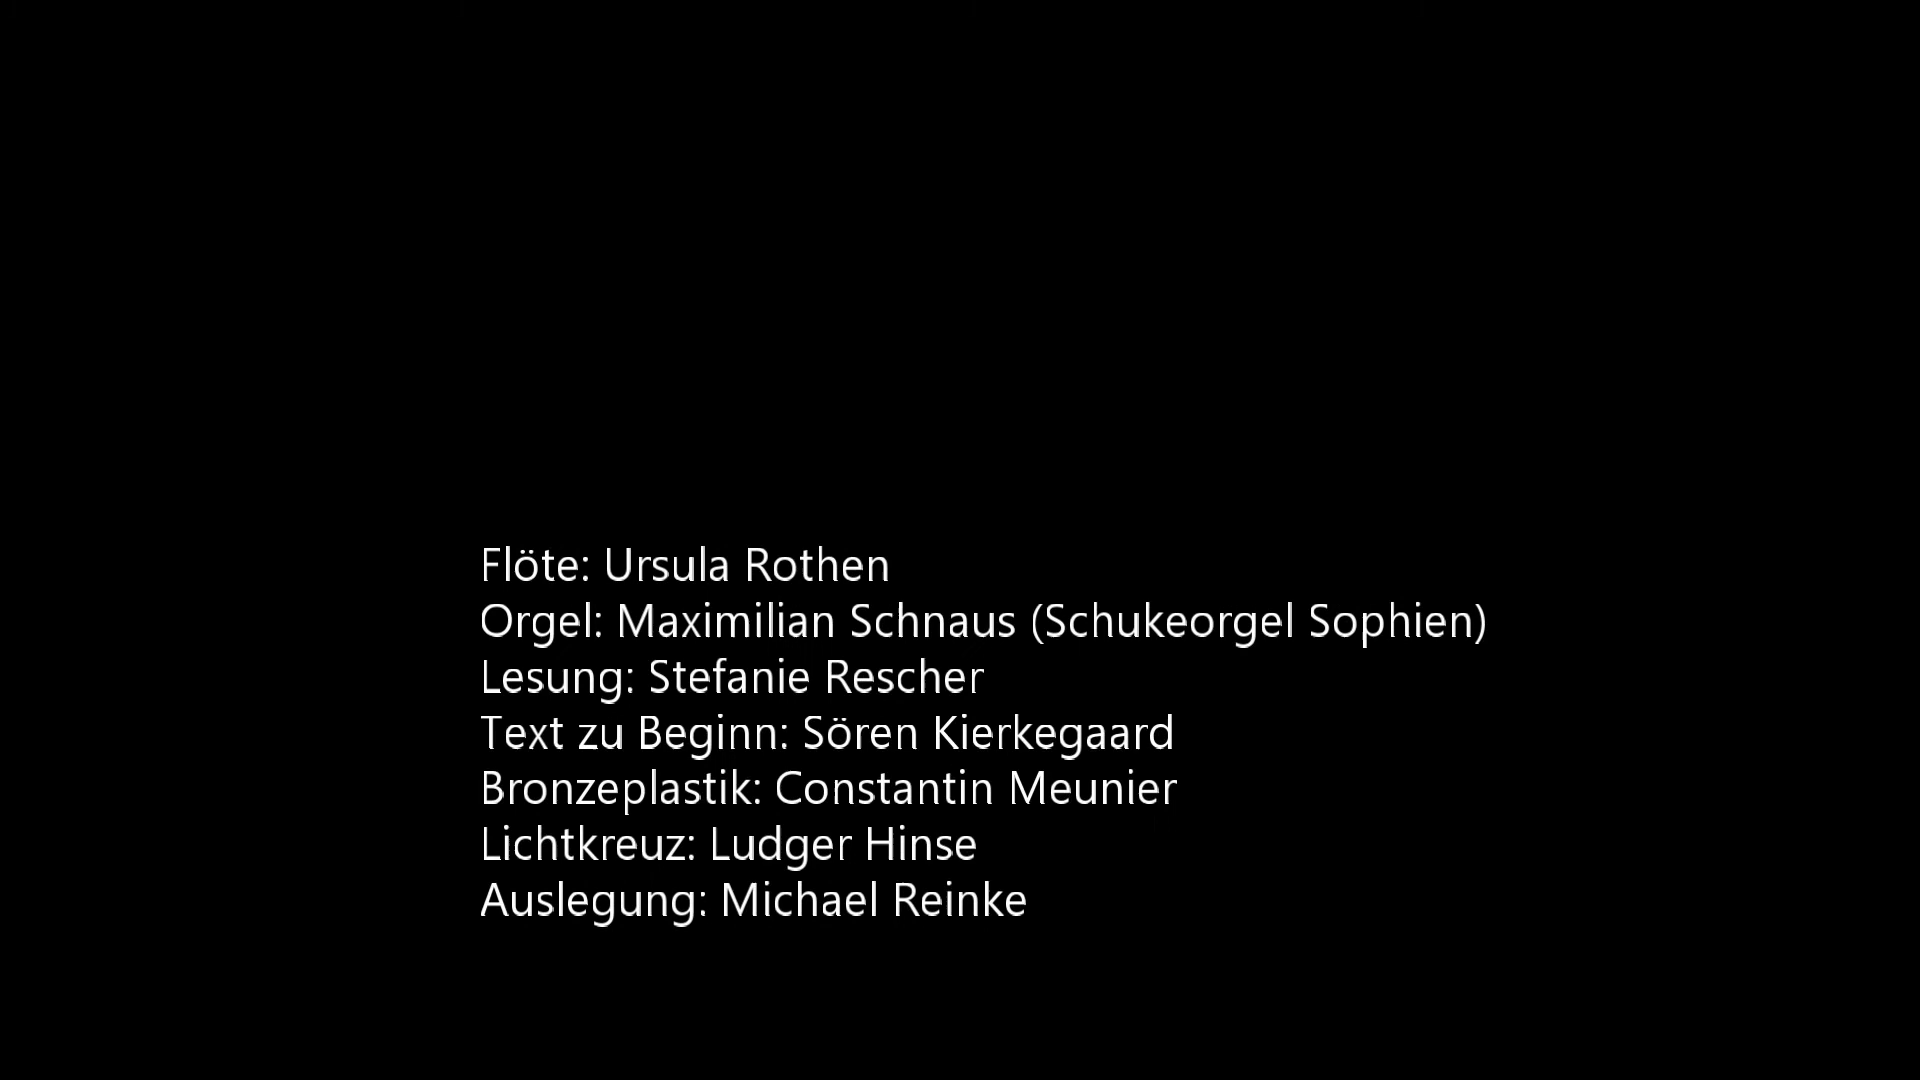 Flöte: Ursula Rothen
Orgel: Maximilian Schnaus (Schukeorgel Sophien)
Lesung: Stefanie Rescher
Text zu Beginn: Sören Kierkegaard
Bronzeplastik: Constantin Meunier
Lichtkreuz: Ludger Hinse
Auslegung: Michael Reinke